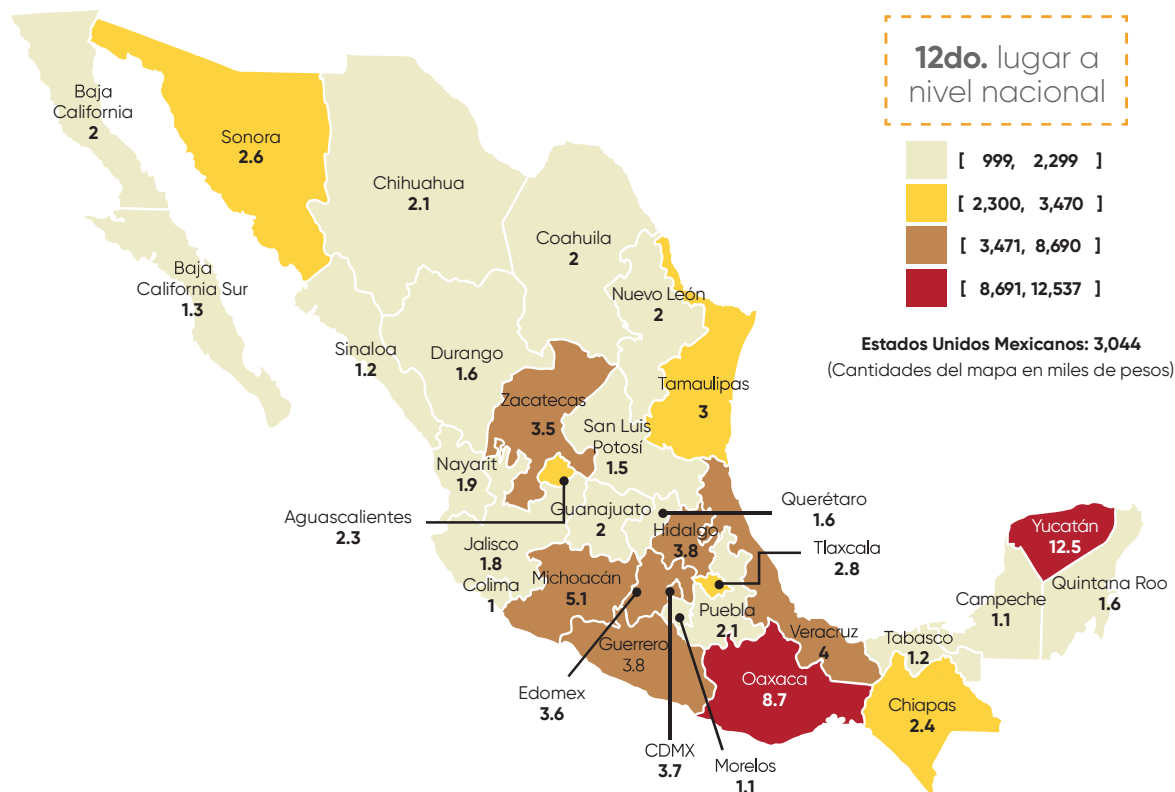 12do. lugar a
nivel nacional
[ 999, 2,299 ]
[ 2,300, 3,470 ]
[ 3,471, 8,690 ]
[ 8,691, 12,537 ]
Estados Unidos Mexicanos: 3,044
(Cantidades del mapa en miles de pesos)
Baja
California
2
Sonora
2.6
Chihuahua
2.1
Coahuila
2
Baja
California Sur
1.3
Nuevo León
2
Sinaloa
1.2
Durango
1.6
Zacatecas
3.5
Tamaulipas
3
San Luis
Potosí
1.5
Nayarit
1.9
Aguascalientes
2.3
Guanajuato
2
Querétaro
1.6
Hidalgo
3.8
Tlaxcala
2.8
Jalisco
1.8
Colima
1
Michoacán
5.1
Puebla
2.1
Veracruz
4
Guerrero
3.8
Edomex
3.6
CDMX
3.7
Morelos
1.1
Oaxaca
8.7
Tabasco
1.2
Chiapas
2.4
Campeche
1.1
Yucatán
12.5
Quintana Roo
1.6